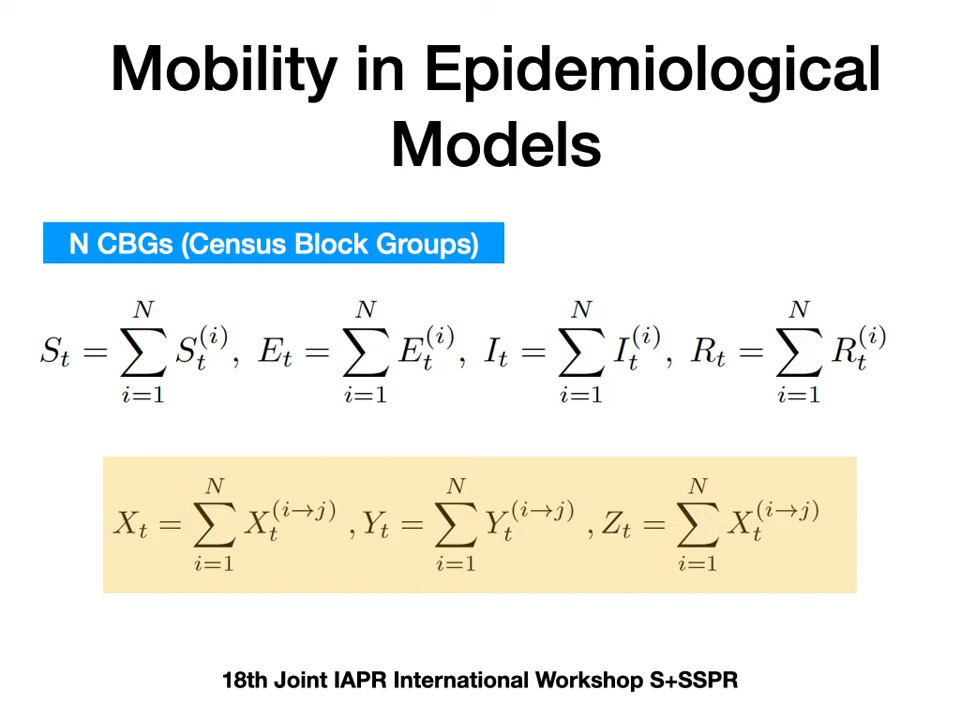 Mobility in Epidemiological
Models
N CBGs (Census Block Groups)
$S_t = \sum_{i=1}^{N} S_t^{(i)}, \; E_t = \sum_{i=1}^{N} E_t^{(i)}, \; I_t = \sum_{i=1}^{N} I_t^{(i)}, \; R_t = \sum_{i=1}^{N} R_t^{(i)}$
$X_t = \sum_{i=1}^{N} X_t^{(i \to j)}, Y_t = \sum_{i=1}^{N} Y_t^{(i \to j)}, Z_t = \sum_{i=1}^{N} X_t^{(i \to j)}$
18th Joint IAPR International Workshop S+SSPR